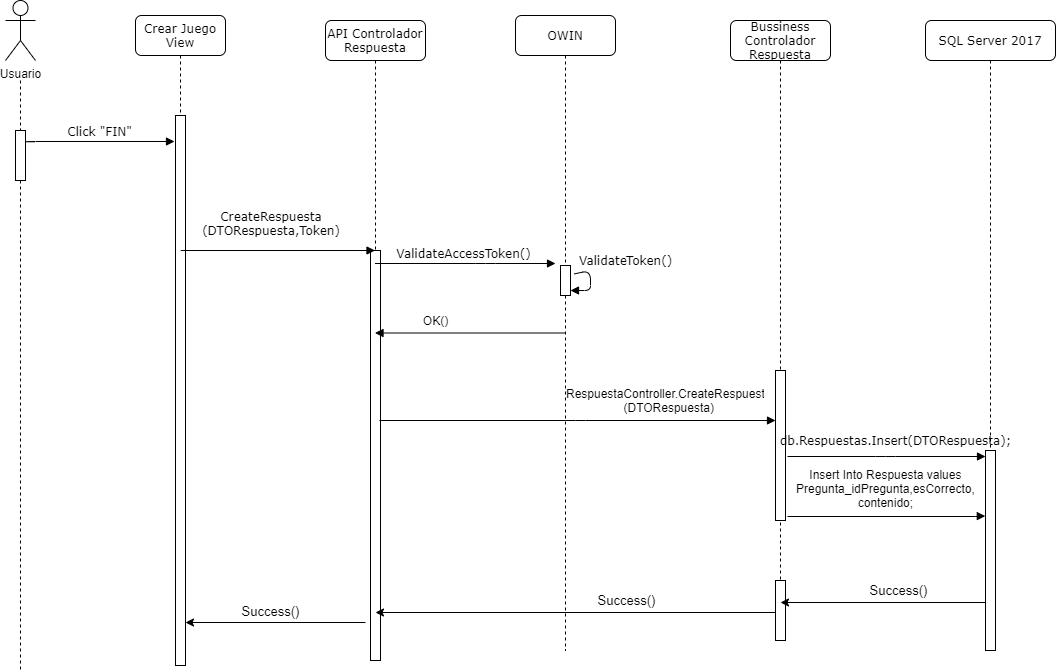 Usuario
Crear Juego
View
API Controlador
Respuesta
OWIN
Bussiness
Controlador
Respuesta
SQL Server 2017
Click "FIN"
CreateRespuesta
(DTORespuesta,Token)
ValidateAccessToken()
ValidateToken()
OK()
RespuestaController.CreateRespuest
(DTORespuesta)
db.Respuestas.Insert(DTORespuesta);
Insert Into Respuesta values
Pregunta_idPregunta,esCorrecto,
contenido;
Success()
Success()
Success()